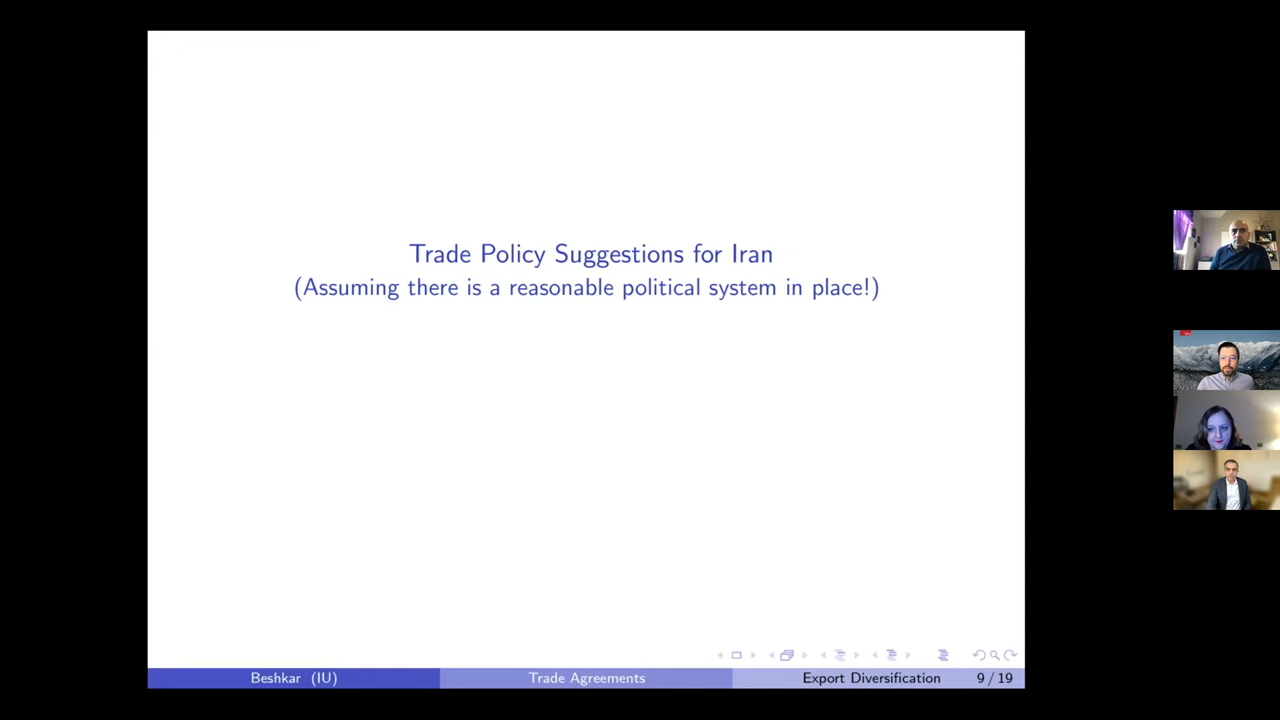 Trade Policy Suggestions for Iran
(Assuming there is a reasonable political system in place!)
Beshkar (IU)
Trade Agreements
Export Diversification
9 / 19